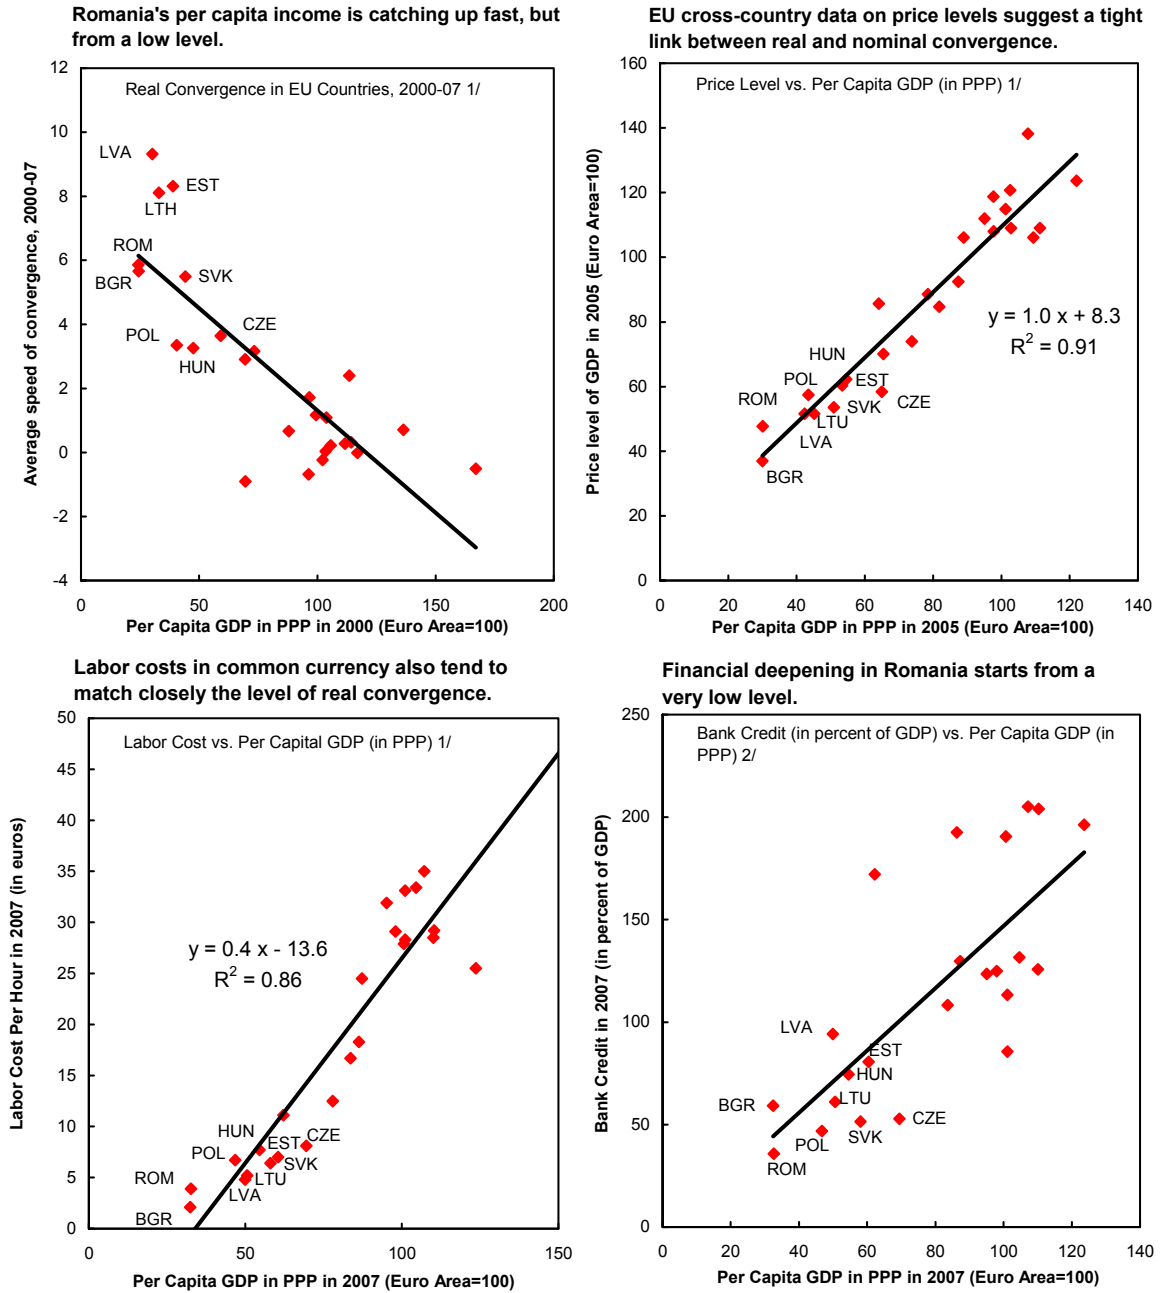 Romania's per capita income is catching up fast, but
from a low level.
12
10
8
6
4
2
0
-2
-4
Average speed of convergence, 2000-07
Real Convergence in EU Countries, 2000-07 1/
LVA
EST
LTH
ROM
SVK
BGR
POL
CZE
HUN
0
50
100
150
200
Per Capita GDP in PPP in 2000 (Euro Area=100)
EU cross-country data on price levels suggest a tight
link between real and nominal convergence.
160
140
120
100
80
60
40
20
0
Price level of GDP in 2005 (Euro Area=100)
Price Level vs. Per Capita GDP (in PPP) 1/
y = 1.0 x + 8.3
R² = 0.91
HUN
POL
EST
ROM
SVK
CZE
LTU
LVA
BGR
0
20
40
60
80
100
120
140
Per Capita GDP in PPP in 2005 (Euro Area=100)
Labor costs in common currency also tend to
match closely the level of real convergence.
50
45
40
35
30
25
20
15
10
5
0
Labor Cost Per Hour in 2007 (in euros)
Labor Cost vs. Per Capital GDP (in PPP) 1/
y = 0.4 x - 13.6
R² = 0.86
HUN
EST
CZE
POL
SVK
ROM
LTU
LVA
BGR
0
50
100
150
Per Capita GDP in PPP in 2007 (Euro Area=100)
Financial deepening in Romania starts from a
very low level.
250
200
150
100
50
0
Bank Credit in 2007 (in percent of GDP)
Bank Credit (in percent of GDP) vs. Per Capita GDP (in
PPP) 2/
LVA
EST
HUN
BGR
LTU
CZE
POL
SVK
ROM
0
20
40
60
80
100
120
140
Per Capita GDP in PPP in 2007 (Euro Area=100)